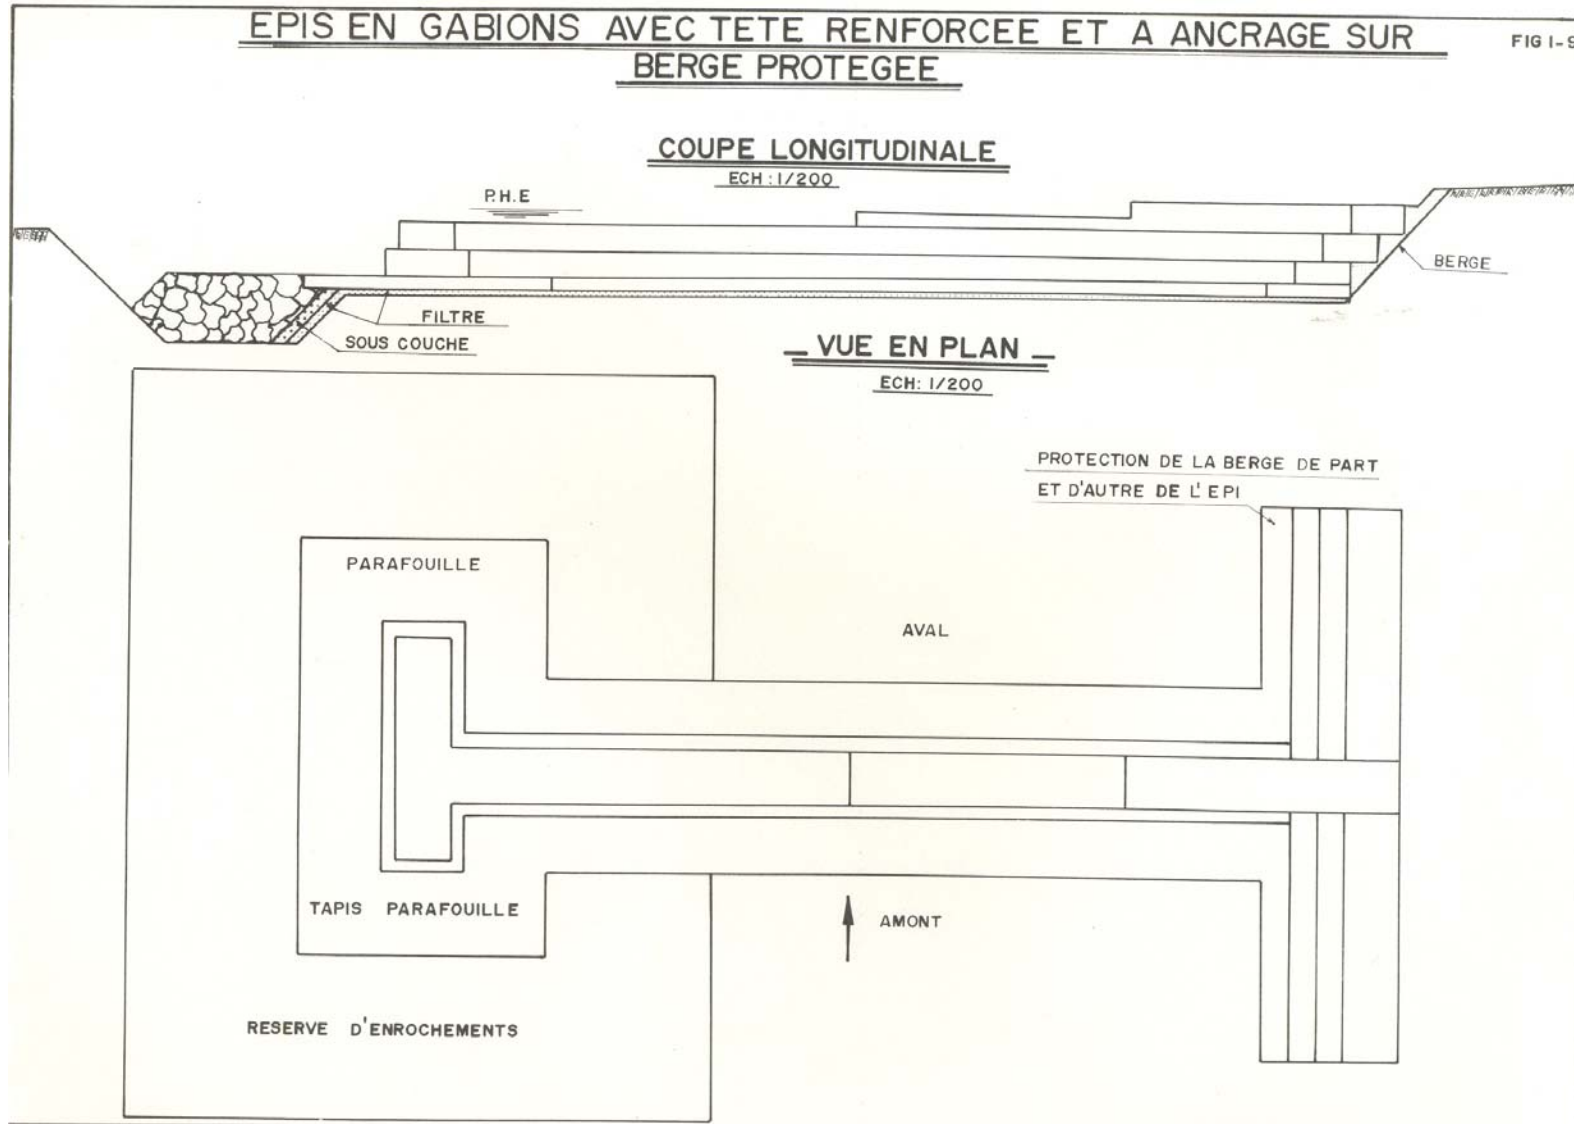 EPIS EN GABIONS AVEC TETE RENFORCEE ET A ANCRAGE SUR
BERGE PROTEGEE
FIG I-9
COUPE LONGITUDINALE
ECH : 1/200
P.H.E
BERGE
FILTRE
SOUS COUCHE
VUE EN PLAN
ECH: 1/200
PROTECTION DE LA BERGE DE PART
ET D'AUTRE DE L'EPI
PARAFOUILLE
AVAL
TAPIS PARAFOUILLE
AMONT
RESERVE D'ENROCHEMENTS